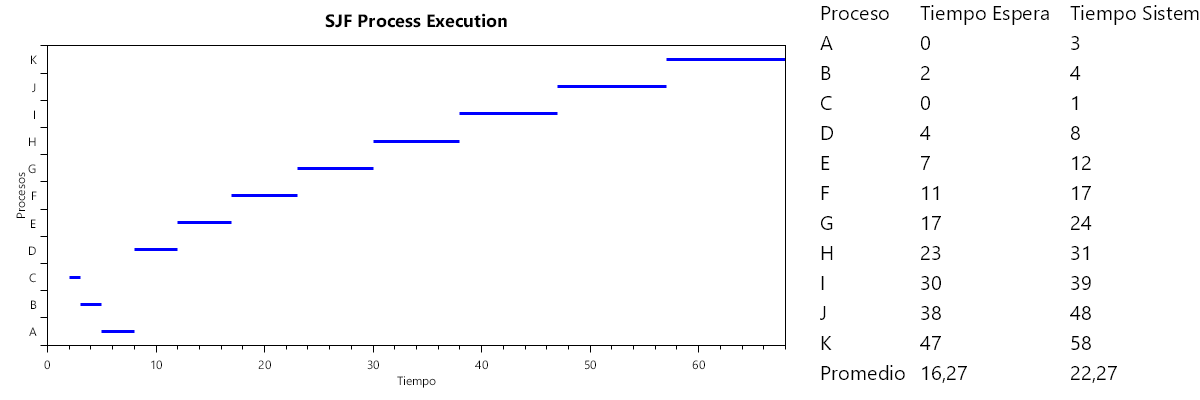 SJF Process Execution
K
J
I
H
G
F
E
D
C
B
A
Procesos
0 10 20 30 40 50 60
Tiempo
Proceso Tiempo Espera Tiempo Sistem
A 0 3
B 2 4
C 0 1
D 4 8
E 7 12
F 11 17
G 17 24
H 23 31
I 30 39
J 38 48
K 47 58
Promedio 16,27 22,27